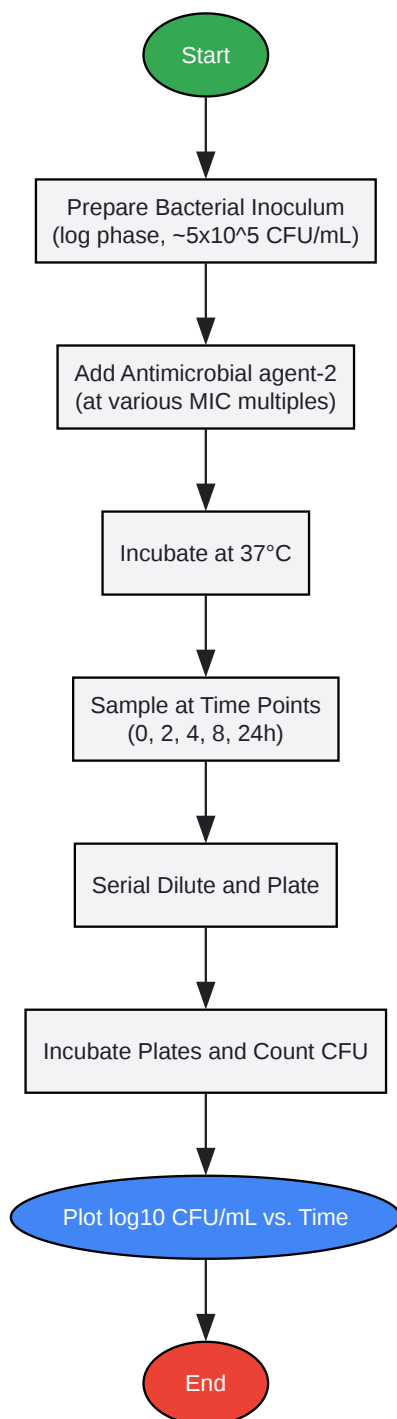 Start
Prepare Bacterial Inoculum
(log phase, ~5x10^5 CFU/mL)
Add Antimicrobial agent-2
(at various MIC multiples)
Incubate at 37°C
Sample at Time Points
(0, 2, 4, 8, 24h)
Serial Dilute and Plate
Incubate Plates and Count CFU
Plot log10 CFU/mL vs. Time
End